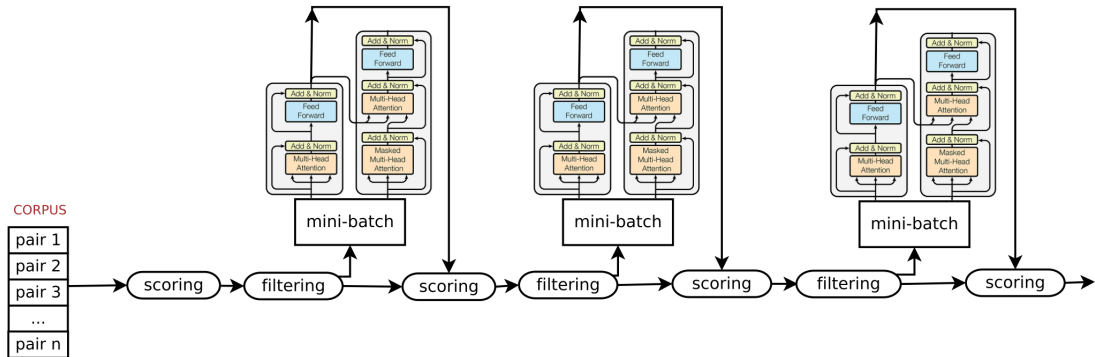 Add & Norm
Feed
Forward
Add & Norm
Multi-Head
Attention
Add & Norm
Feed
Forward
Add & Norm
Multi-Head
Attention
Add & Norm
Masked
Multi-Head
Attention
mini-batch
Add & Norm
Feed
Forward
Add & Norm
Multi-Head
Attention
Add & Norm
Feed
Forward
Add & Norm
Multi-Head
Attention
Add & Norm
Masked
Multi-Head
Attention
mini-batch
Add & Norm
Feed
Forward
Add & Norm
Multi-Head
Attention
Add & Norm
Feed
Forward
Add & Norm
Multi-Head
Attention
Add & Norm
Masked
Multi-Head
Attention
mini-batch
CORPUS
pair 1
pair 2
pair 3
...
pair n
scoring
filtering
scoring
filtering
scoring
filtering
scoring